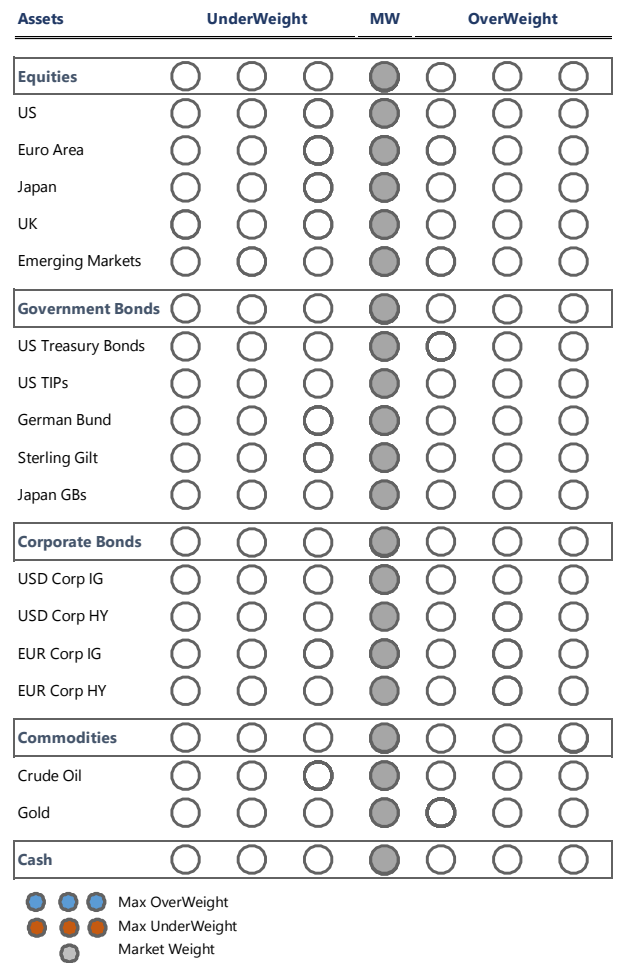 Assets UnderWeight MW OverWeight
Equities
US
Euro Area
Japan
UK
Emerging Markets
Government Bonds
US Treasury Bonds
US TIPs
German Bund
Sterling Gilt
Japan GBs
Corporate Bonds
USD Corp IG
USD Corp HY
EUR Corp IG
EUR Corp HY
Commodities
Crude Oil
Gold
Cash
Max OverWeight
Max UnderWeight
Market Weight